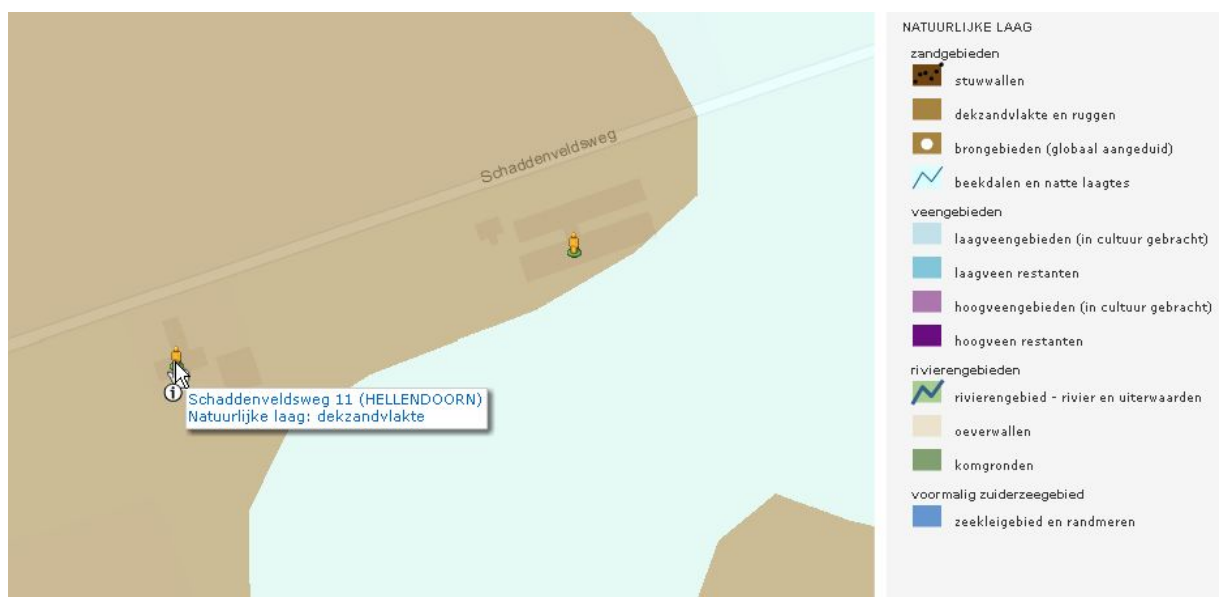 Schaddenveldsweg
Schaddenveldsweg 11 (HELLENDOORN)
Natuurlijke laag: dekzandvlakte
NATUURLIJKE LAAG
zandgebieden
stuwwallen
dekzandvlakte en ruggen
brongebieden (globaal aangeduid)
beekdalen en natte laagtes
veengebieden
laagveengebieden (in cultuur gebracht)
laagveen restanten
hoogveengebieden (in cultuur gebracht)
hoogveen restanten
rivierengebieden
rivierengebied - rivier en uiterwaarden
oeverwallen
komgronden
voormalig zuiderzeegebied
zeekleigebied en randmeren